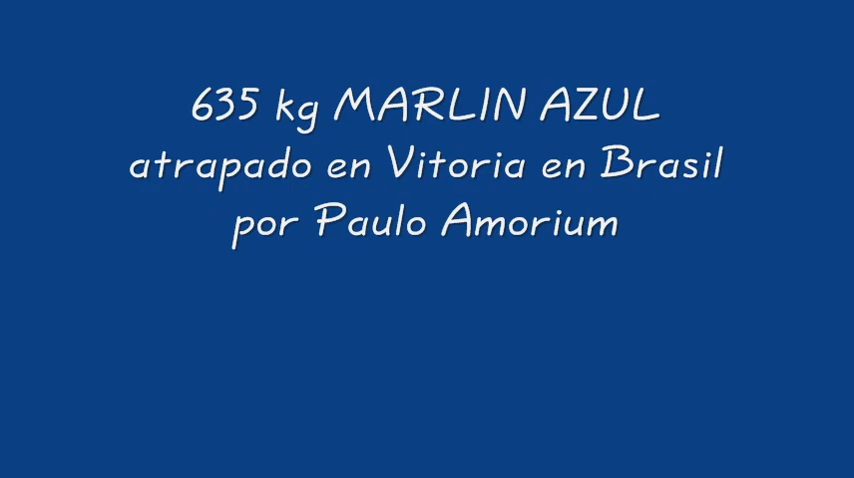 635 kg MARLIN AZUL
atrapado en Vitoria en Brasil
por Paulo Amorium